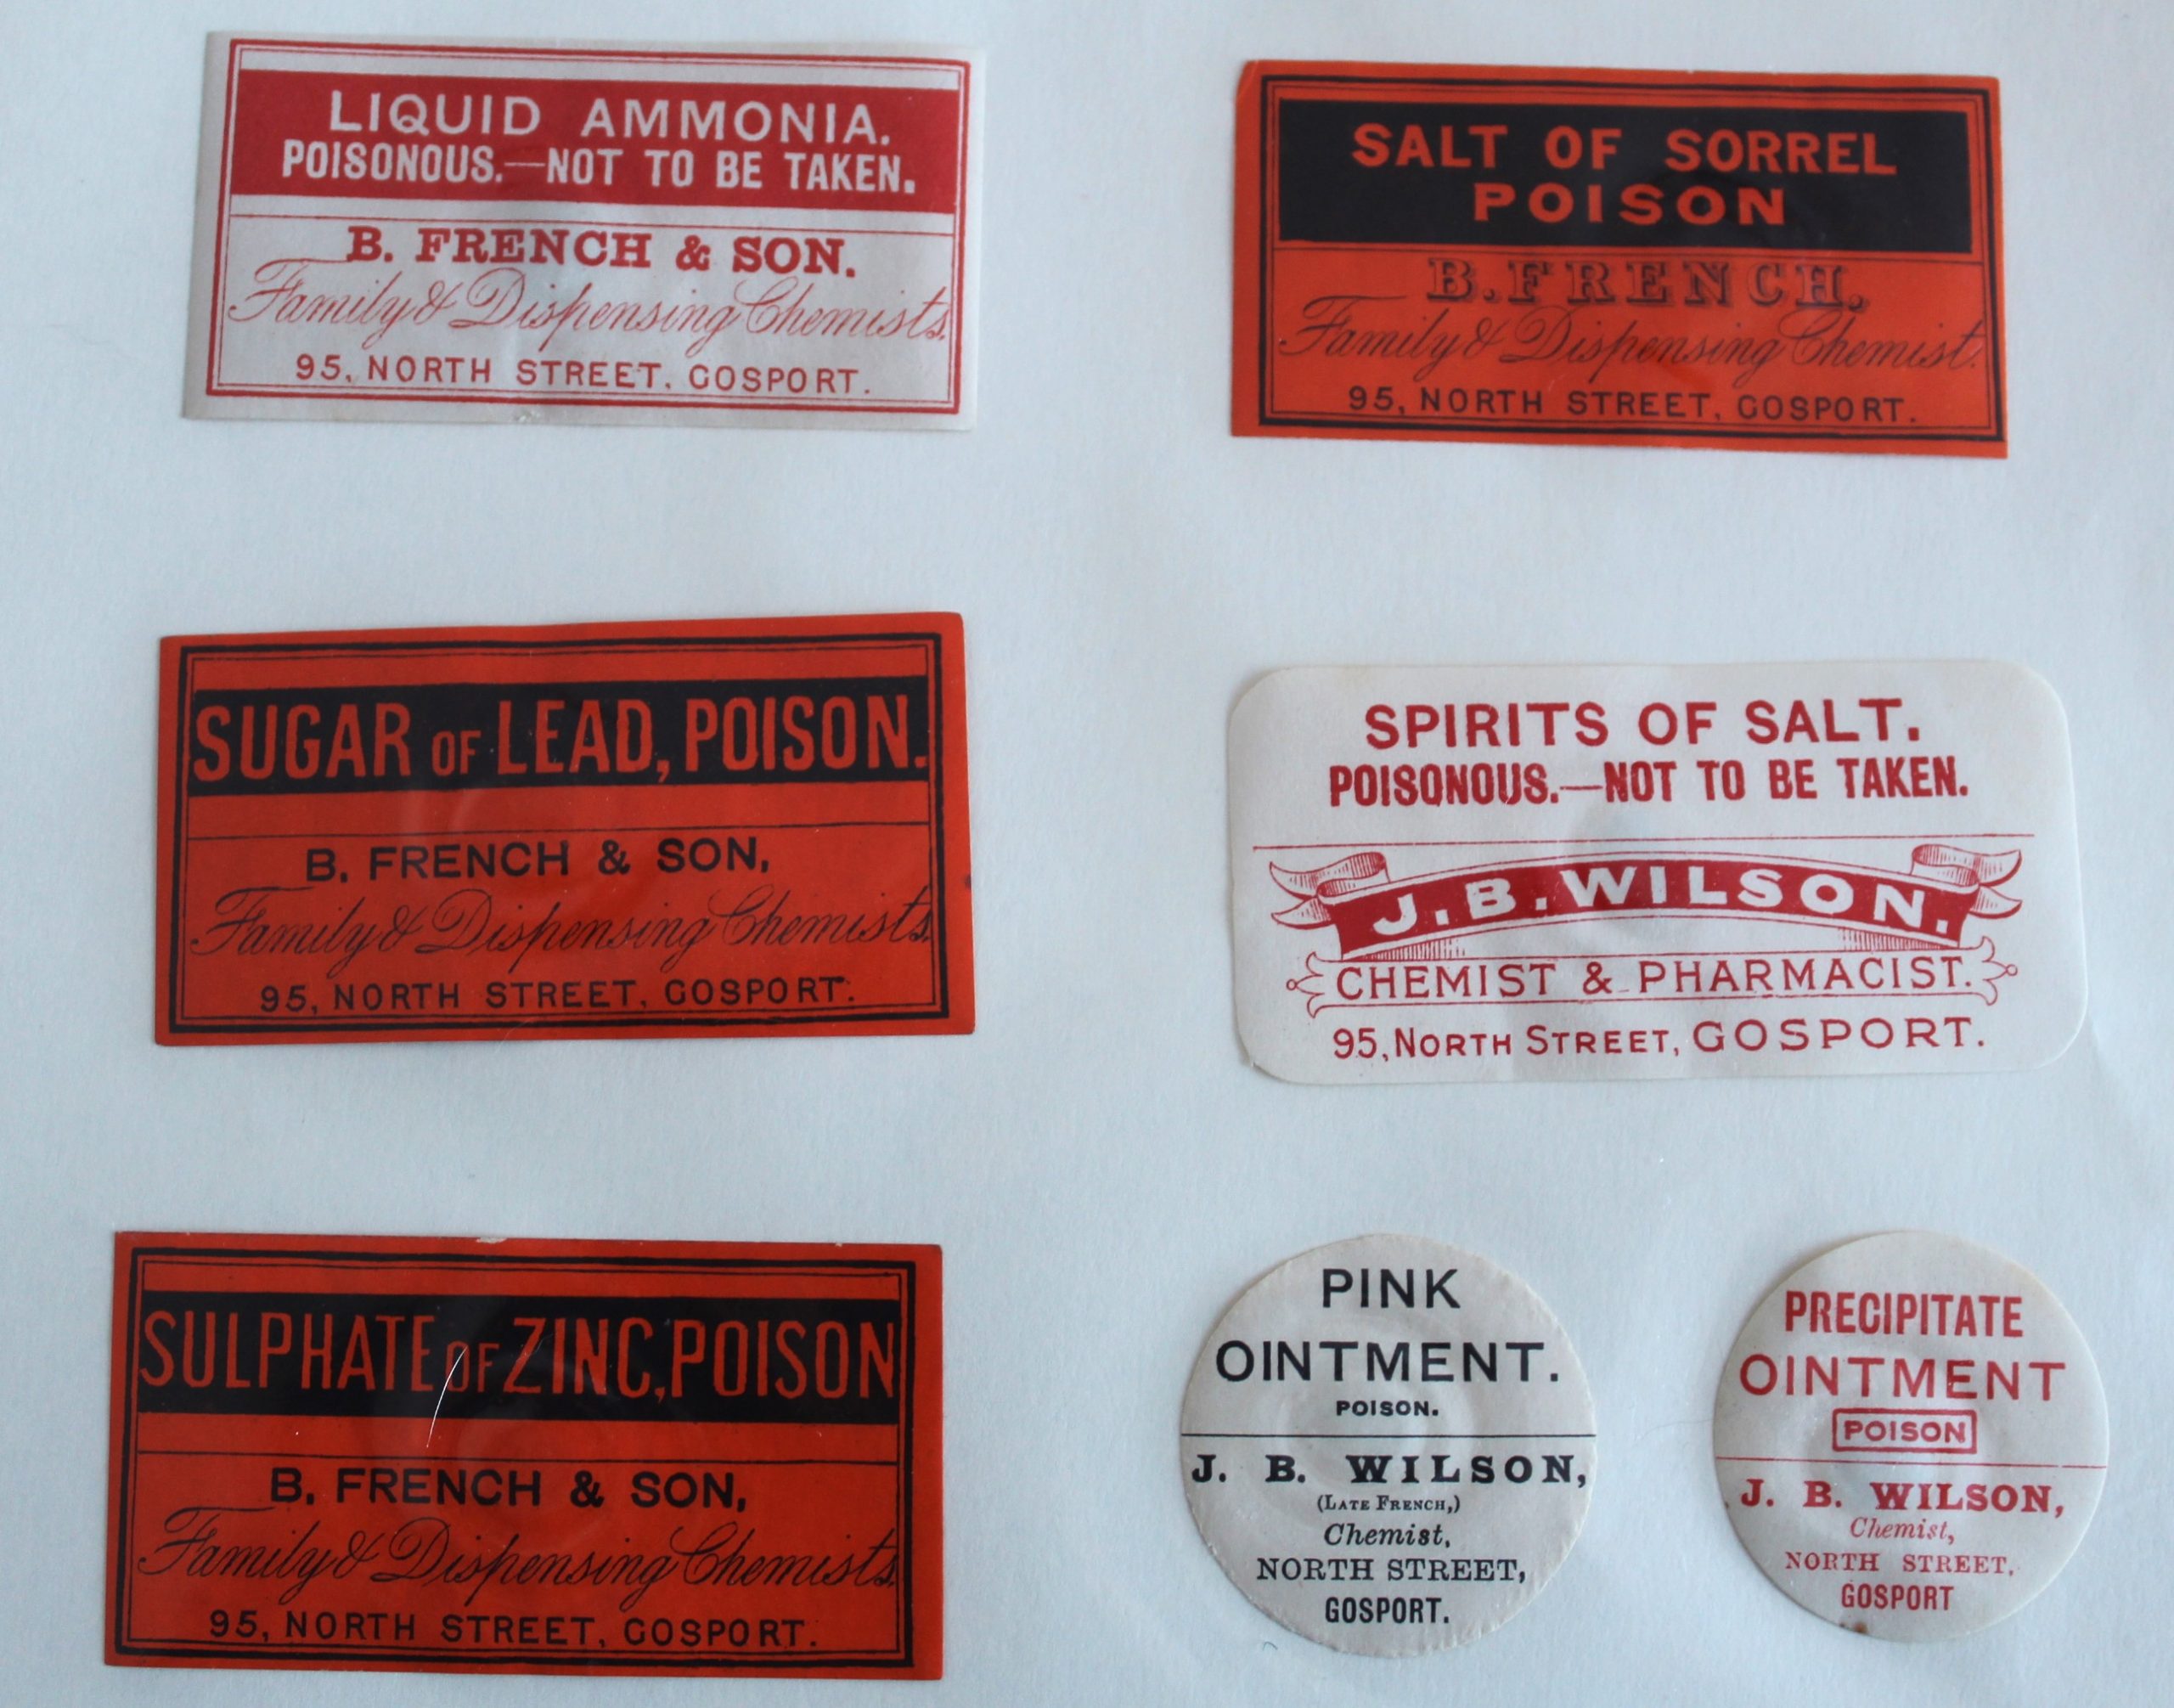 LIQUID AMMONIA.
POISONOUS.—NOT TO BE TAKEN.
B. FRENCH & SON.
Family & Dispensing Chemists.
95, NORTH STREET, GOSPORT.
SALT OF SORREL
POISON
B. FRENCH,
Family & Dispensing Chemist.
95, NORTH STREET, GOSPORT.
SUGAR OF LEAD, POISON.
B. FRENCH & SON,
Family & Dispensing Chemists.
95, NORTH STREET, GOSPORT.
SPIRITS OF SALT.
POISONOUS.—NOT TO BE TAKEN.
J. B. WILSON.
CHEMIST & PHARMACIST.
95, NORTH STREET, GOSPORT.
SULPHATE OF ZINC, POISON
B. FRENCH & SON,
Family & Dispensing Chemists.
95, NORTH STREET, GOSPORT.
PINK
OINTMENT.
POISON.
J. B. WILSON,
(LATE FRENCH,)
Chemist,
NORTH STREET,
GOSPORT.
PRECIPITATE
OINTMENT
POISON
J. B. WILSON,
Chemist,
NORTH STREET,
GOSPORT